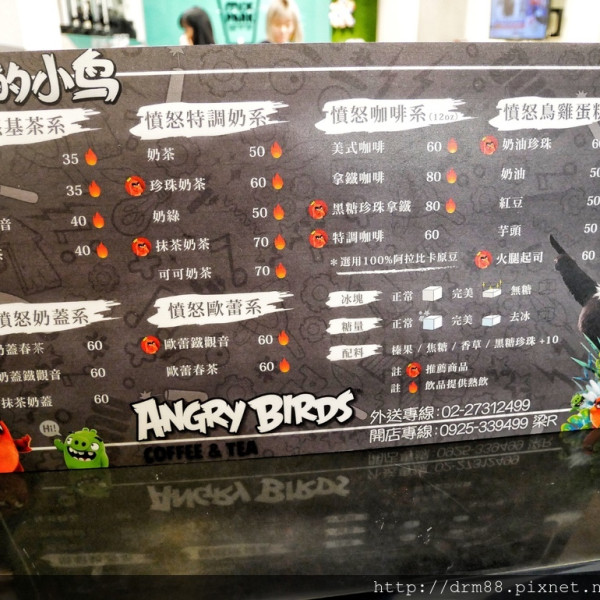 的小鸟
基茶系
35
35
音 40
茶 40
憤怒特調奶系
奶茶 50
珍珠奶茶 60
奶綠 50
抹茶奶茶 70
可可奶茶 70
憤怒咖啡系(12oz)
美式咖啡 60
拿鐵咖啡 80
黑糖珍珠拿鐵 80
特調咖啡 60
*選用100%阿拉比卡原豆
憤怒鳥雞蛋糕
奶油珍珠 60
奶油
紅豆
芋頭
火腿起司
憤怒奶蓋系
奶蓋春茶 60
奶蓋鐵觀音 60
抹茶奶蓋 60
憤怒歐蕾系
歐蕾鐵觀音 60
歐蕾春茶 60
冰塊 正常 完美 無糖
糖量 正常 完美 去冰
配料 榛果 / 焦糖 / 香草 / 黑糖珍珠 +10
註 推薦商品
註 飲品提供熱飲
HI!
ANGRY BIRDS
COFFEE & TEA
外送專線:02-27312499
開店專線:0925-339499 梁R
http://drm88.pixnet.n